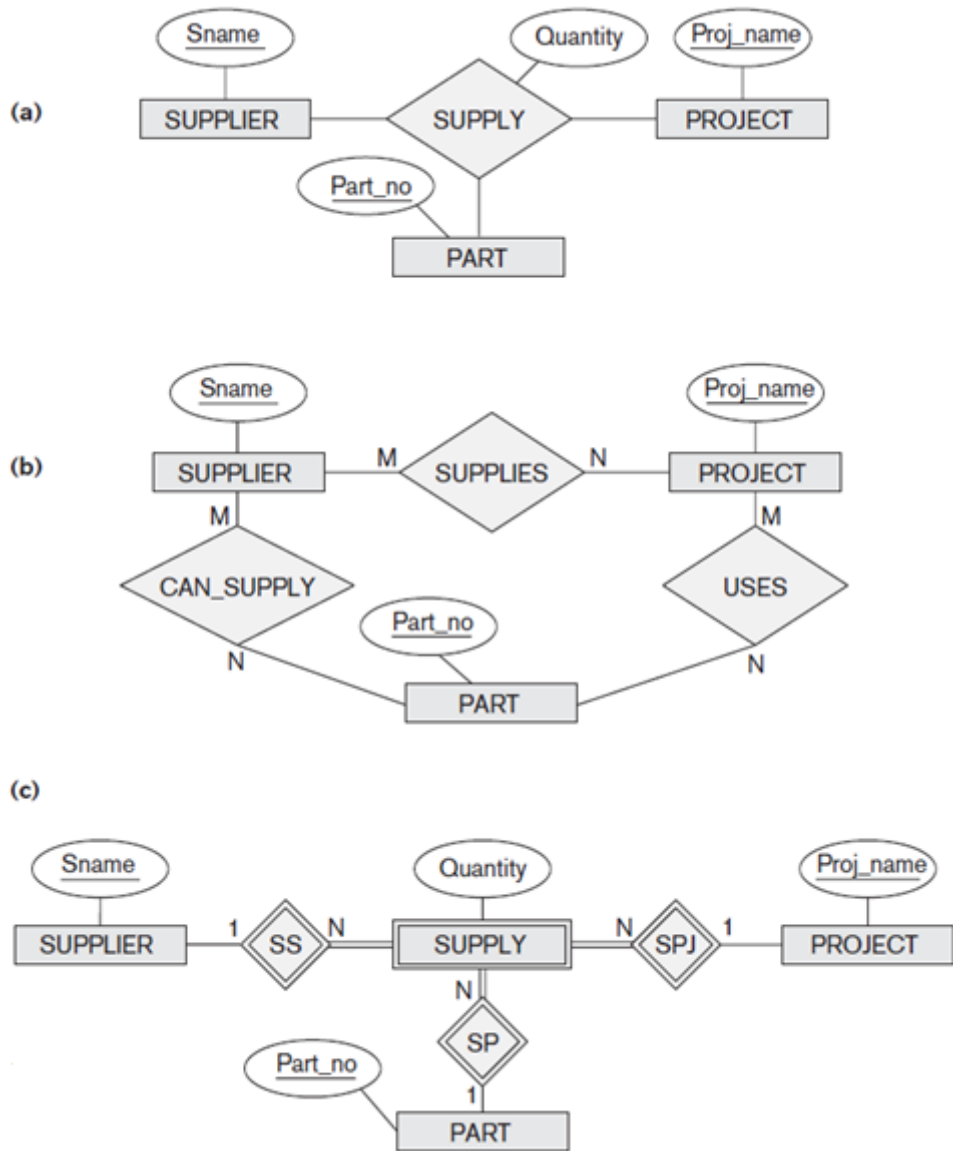 Sname
Quantity
Proj_name
(a)
SUPPLIER
SUPPLY
PROJECT
Part_no
PART
Sname
Proj_name
(b)
SUPPLIER
M
SUPPLIES
N
PROJECT
M
M
CAN_SUPPLY
USES
Part_no
N
N
PART
(c)
Sname
Quantity
Proj_name
SUPPLIER
1
SS
N
SUPPLY
N
SPJ
1
PROJECT
N
SP
Part_no
1
PART